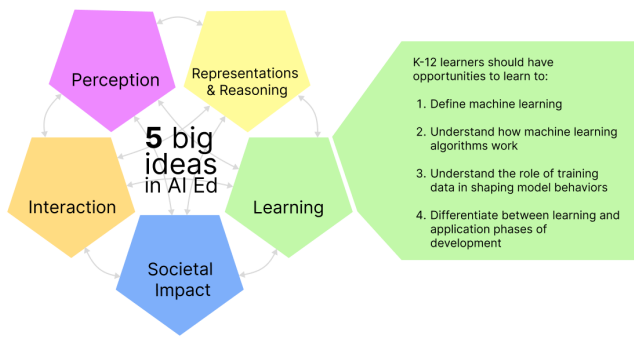 Perception
Representations
& Reasoning
5 big
ideas
in AI Ed
Interaction
Learning
Societal
Impact
K-12 learners should have
opportunities to learn to:
1. Define machine learning
2. Understand how machine learning
algorithms work
3. Understand the role of training
data in shaping model behaviors
4. Differentiate between learning and
application phases of
development